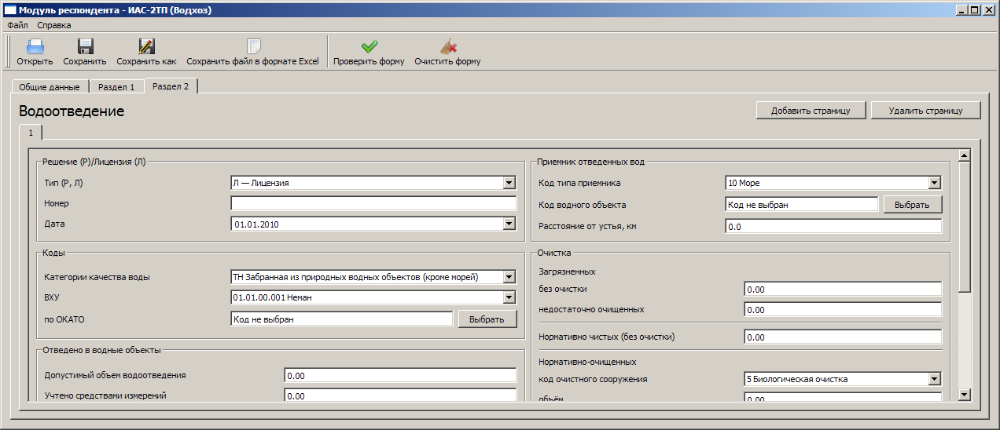 Модуль респондента - ИАС-2ТП (Водхоз)
Файл Справка
Открыть Сохранить Сохранить как Сохранить файл в формате Excel Проверить форму Очистить форму
Общие данные Раздел 1 Раздел 2
Водоотведение
Добавить страницу Удалить страницу
1
Решение (Р)/Лицензия (Л)
Тип (Р, Л) Л — Лицензия
Номер
Дата 01.01.2010
Коды
Категории качества воды ТН Забранная из природных водных объектов (кроме морей)
ВХУ 01.01.00.001 Неман
по ОКАТО Код не выбран Выбрать
Отведено в водные объекты
Допустимый объем водоотведения 0.00
Учтено средствами измерений 0.00
Приемник отведенных вод
Код типа приемника 10 Море
Код водного объекта Код не выбран Выбрать
Расстояние от устья, км 0.0
Очистка
Загрязненных
без очистки 0.00
недостаточно очищенных 0.00
Нормативно чистых (без очистки) 0.00
Нормативно-очищенных
код очистного сооружения 5 Биологическая очистка
объём 0.00